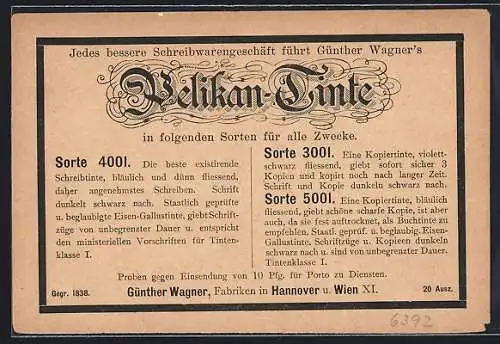 Jedes bessere Schreibwarengeschäft führt Günther Wagner's
Pelikan-Tinte
in folgenden Sorten für alle Zwecke.
Sorte 4001. Die beste existirende
Schreibtinte, bläulich und dünn fliessend,
daher angenehmstes Schreiben. Schrift
dunkelt schwarz nach. Staatlich geprüfte
u. beglaubigte Eisen-Gallustinte, giebt Schrift-
züge von unbegrenzter Dauer u. entspricht
den ministeriellen Vorschriften für Tinten-
klasse I.
Sorte 3001. Eine Kopiertinte, violett-
schwarz fliessend, giebt sofort sicher 3
Kopien und kopirt noch nach langer Zeit.
Schrift und Kopie dunkeln schwarz nach.
Sorte 5001. Eine Kopiertinte, bläulich
fliessend, giebt schöne scharfe Kopie, ist aber
auch, da sie fest auftrocknet, als Buchtinte zu
empfehlen. Staatl. geprüf. u. beglaubig. Eisen-
Gallustinte. Schriftzüge u. Kopieen dunkeln
schwarz nach u. sind von unbegrenzter Dauer.
Tintenklasse I.
Proben gegen Einsendung von 10 Pfg. für Porto zu Diensten.
Gegr. 1838. Günther Wagner, Fabriken in Hannover u. Wien XI. 20 Ausz.
6392